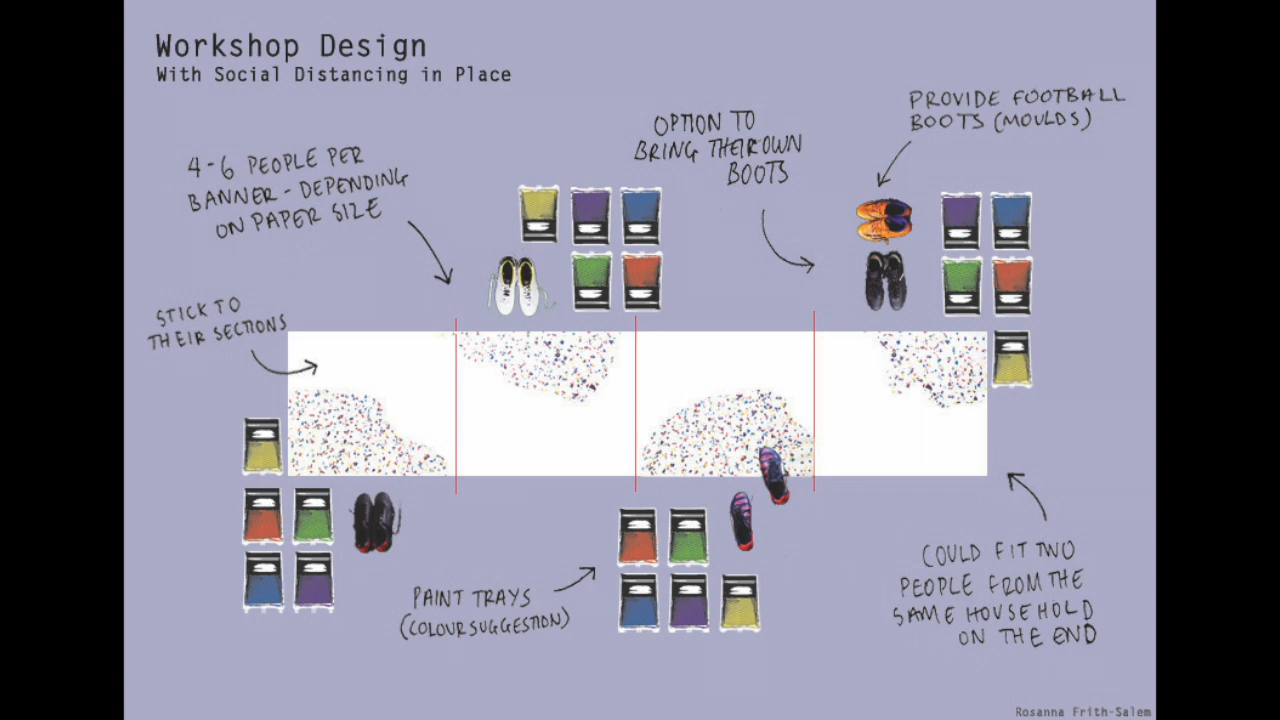 Workshop Design
With Social Distancing in Place
PROVIDE FOOTBALL
BOOTS (MOULDS)
OPTION TO
BRING THEIR OWN
BOOTS
4-6 PEOPLE PER
BANNER - DEPENDING
ON PAPER SIZE
STICK TO
THEIR SECTIONS
PAINT TRAYS
(COLOUR SUGGESTION)
COULD FIT TWO
PEOPLE FROM THE
SAME HOUSEHOLD
ON THE END
Rosanna Frith-Salem